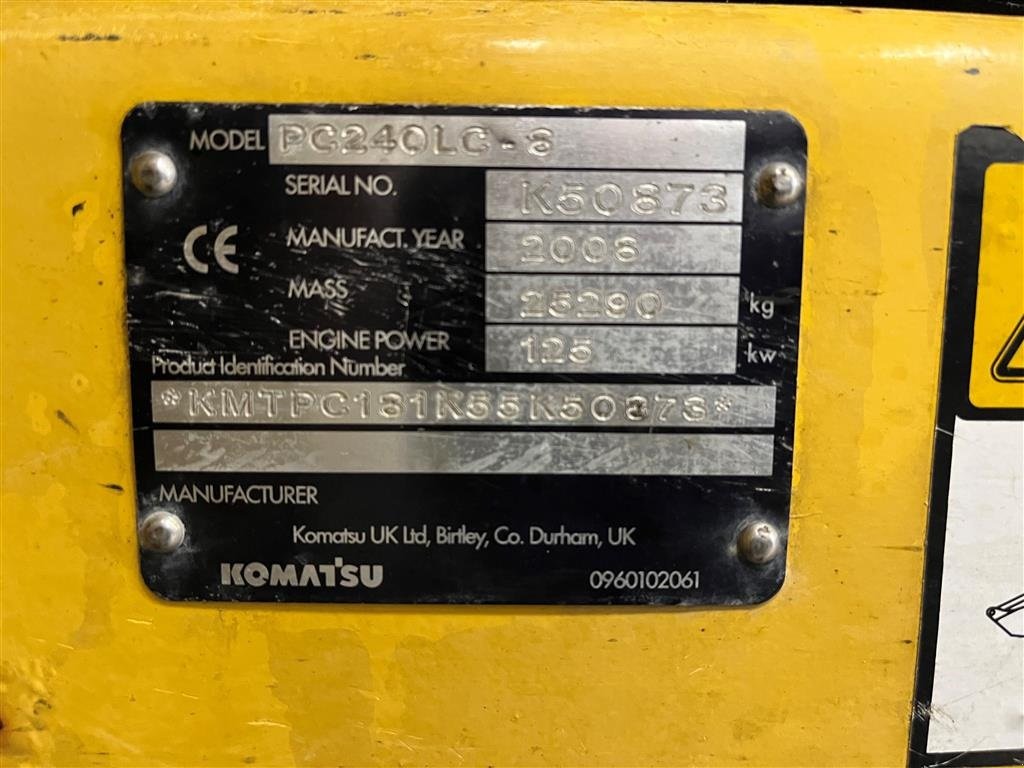 MODEL PC240LC-8
SERIAL NO. K50873
CE MANUFACT. YEAR 2008
MASS 25290 kg
ENGINE POWER 125 kw
Product Identification Number
*KMTPC181K55K50873*
MANUFACTURER
Komatsu UK Ltd, Birtley, Co. Durham, UK
KOMATSU 0960102061